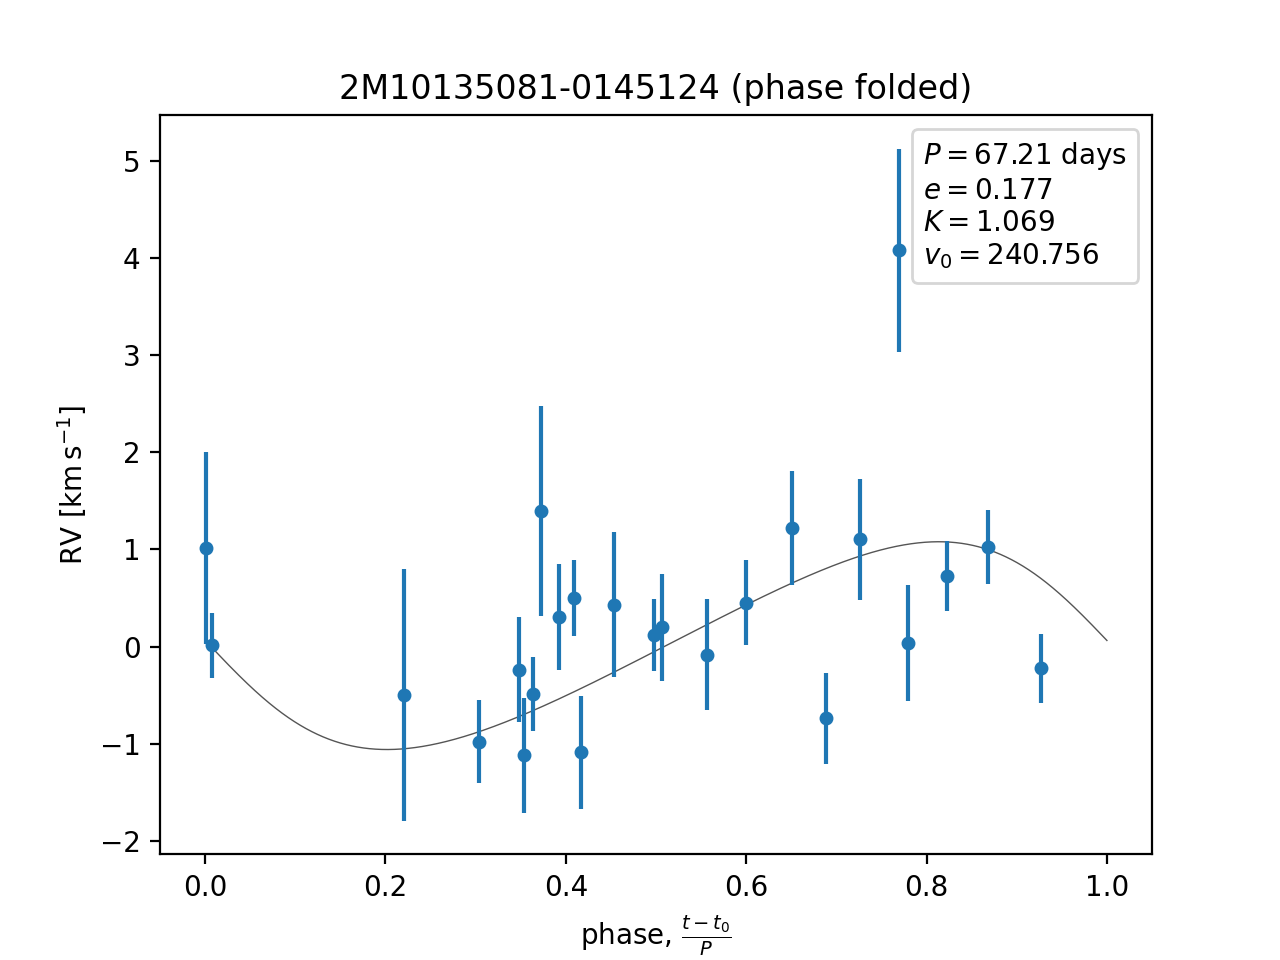 2M10135081-0145124 (phase folded)
P = 67.21 days
e = 0.177
K = 1.069
v₀ = 240.756
5
4
3
2
1
0
−1
−2
RV [km s⁻¹]
0.0 0.2 0.4 0.6 0.8 1.0
phase, (t − t₀)/P